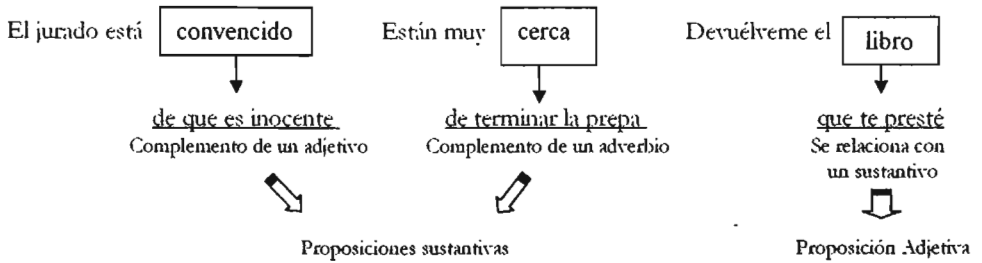 El jurado está convencido Están muy cerca Devuélveme el libro
de que es inocente de terminar la prepa que te presté
Complemento de un adjetivo Complemento de un adverbio Se relaciona con
un sustantivo
Proposiciones sustantivas Proposición Adjetiva